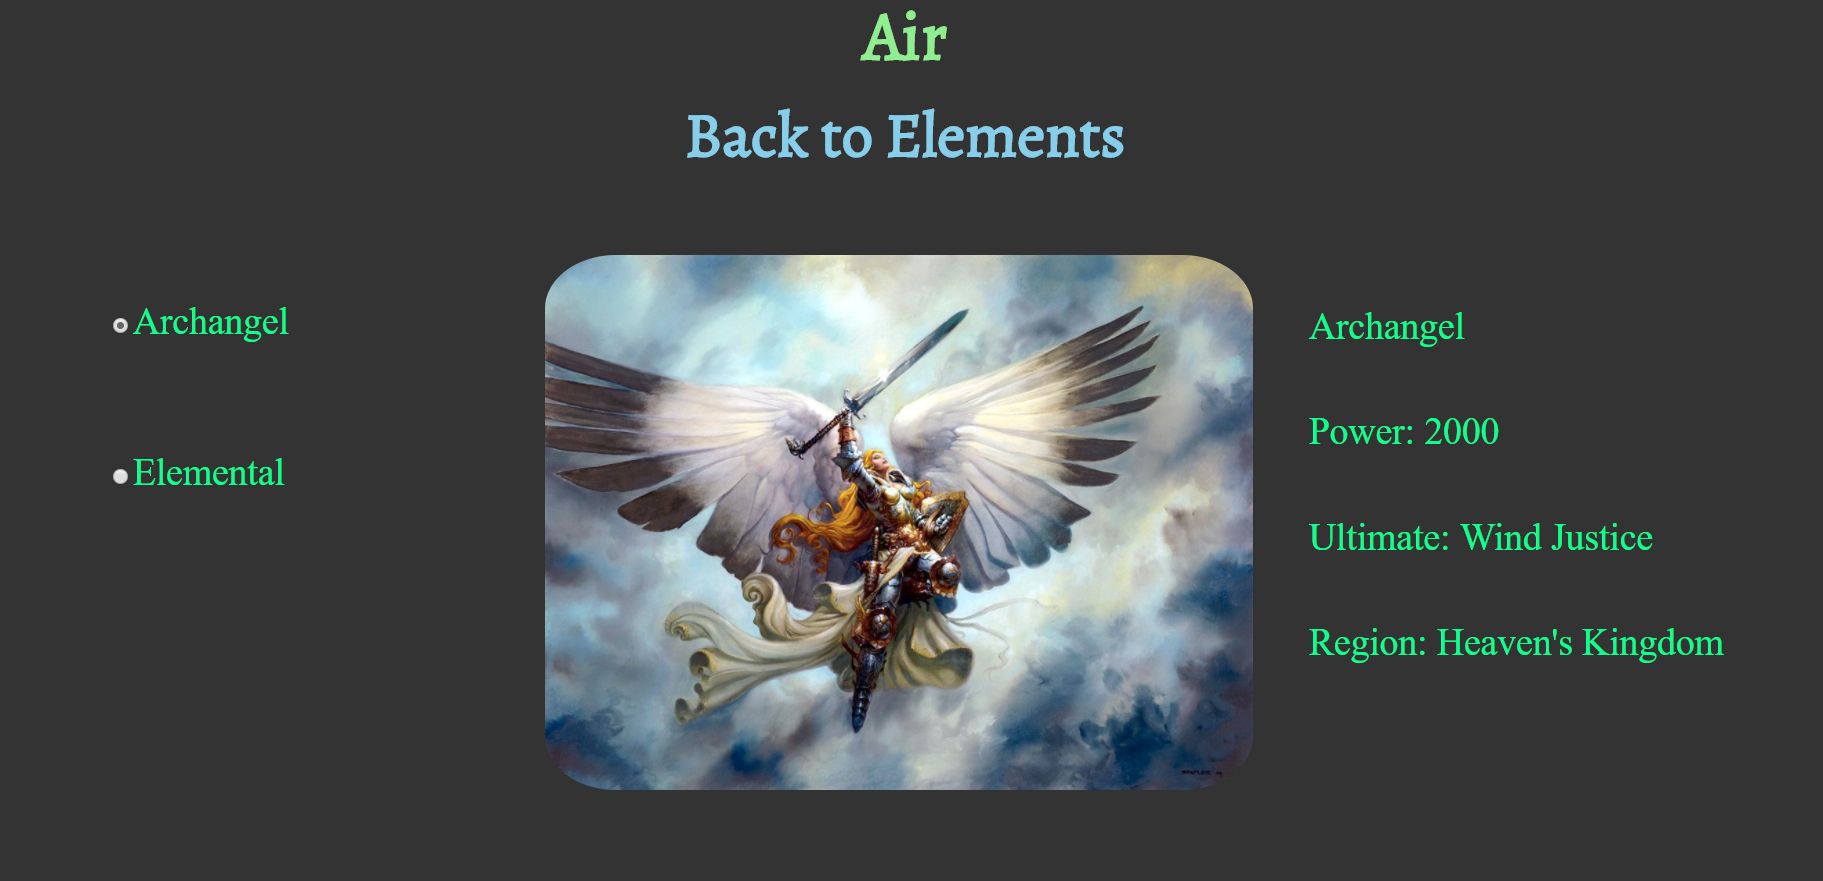 Air
Back to Elements
Archangel
Elemental
Archangel
Power: 2000
Ultimate: Wind Justice
Region: Heaven's Kingdom